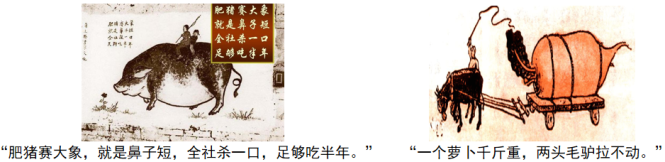 肥猪赛大象
就是鼻子短
全社杀一口
足够吃半年
“肥猪赛大象，就是鼻子短，全社杀一口，足够吃半年。”
“一个萝卜千斤重，两头毛驴拉不动。”